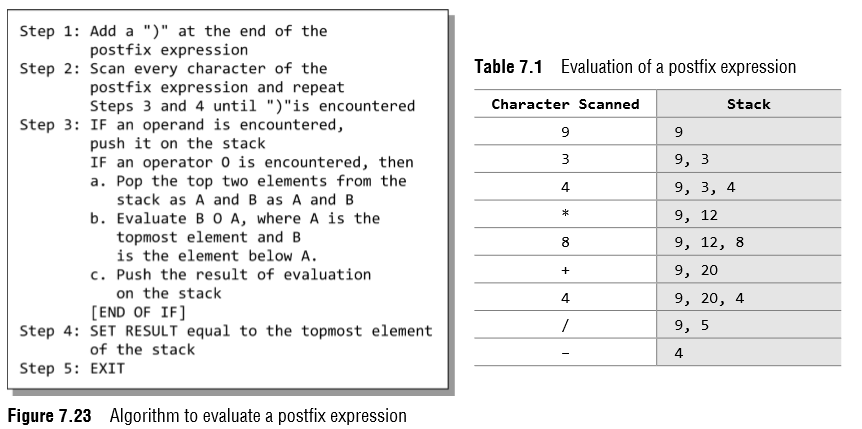 Step 1: Add a ")" at the end of the
postfix expression
Step 2: Scan every character of the
postfix expression and repeat
Steps 3 and 4 until ")"is encountered
Step 3: IF an operand is encountered,
push it on the stack
IF an operator O is encountered, then
a. Pop the top two elements from the
stack as A and B as A and B
b. Evaluate B O A, where A is the
topmost element and B
is the element below A.
c. Push the result of evaluation
on the stack
[END OF IF]
Step 4: SET RESULT equal to the topmost element
of the stack
Step 5: EXIT
Figure 7.23 Algorithm to evaluate a postfix expression
Table 7.1 Evaluation of a postfix expression
Character Scanned Stack
9 9
3 9, 3
4 9, 3, 4
* 9, 12
8 9, 12, 8
+ 9, 20
4 9, 20, 4
/ 9, 5
– 4